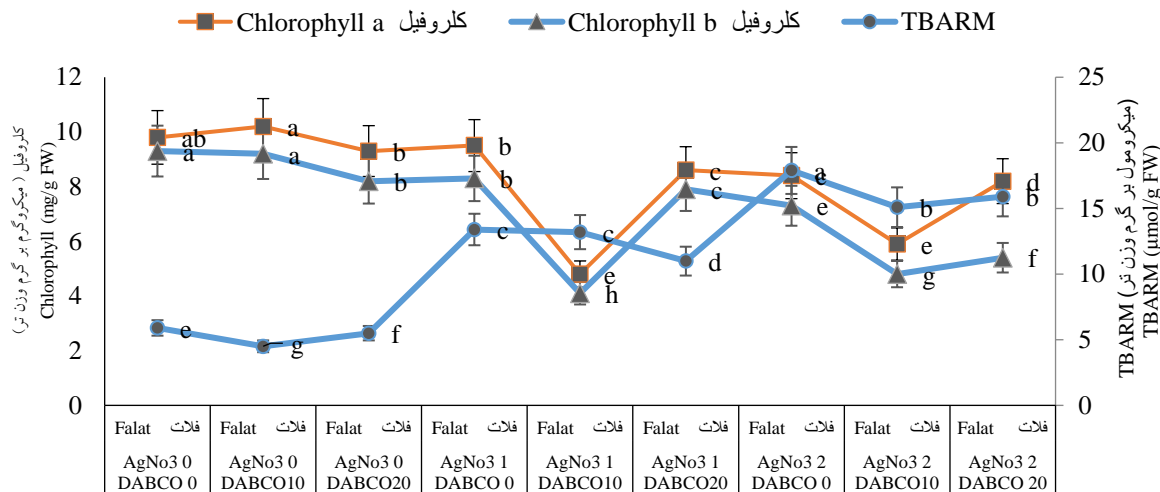 Chlorophyll a کلروفیل Chlorophyll b کلروفیل TBARM
کلروفیل ( میکروگرم بر گرم وزن تر)
Chlorophyll (mg/g FW)
12
10
8
6
4
2
0
ab a b b e c c e d
a a b b h c e g f
e g f c c d a b b
25
20
15
10
5
0
TBARM (میکرومول بر گرم وزن تر)
TBARM (µmol/g FW)
Falat فلات Falat فلات Falat فلات Falat فلات Falat فلات Falat فلات Falat فلات Falat فلات Falat فلات
AgNo3 0 AgNo3 0 AgNo3 0 AgNo3 1 AgNo3 1 AgNo3 1 AgNo3 2 AgNo3 2 AgNo3 2
DABCO 0 DABCO10 DABCO20 DABCO 0 DABCO10 DABCO20 DABCO 0 DABCO10 DABCO 20